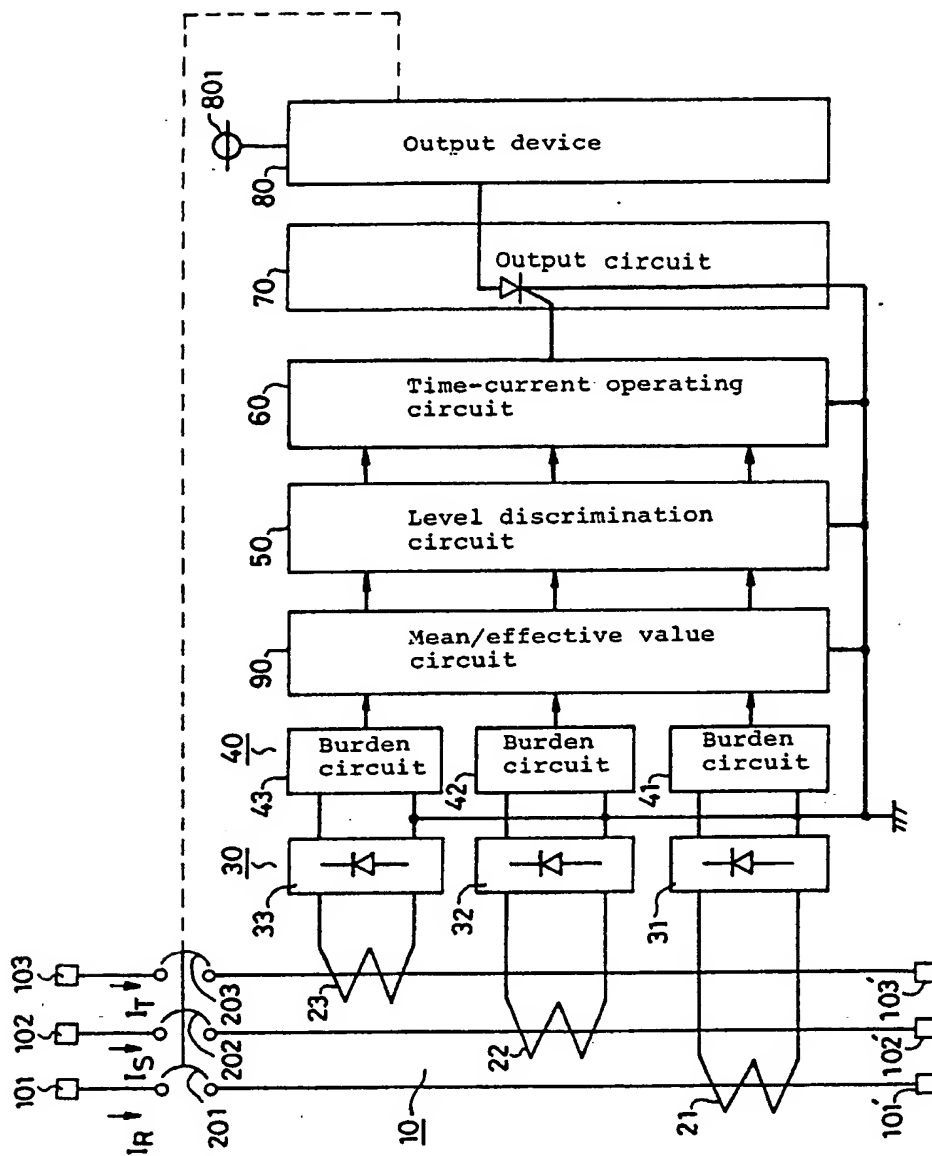 801
Output device
80
Output circuit
70
Time-current operating
circuit
60
Level discrimination
circuit
50
Mean/effective value
circuit
90
40
Burden
circuit
43
Burden
circuit
42
Burden
circuit
41
30
33
32
31
103
102
101
IT
IS
IR
203
202
201
23
22
21
10
103'
102'
101'